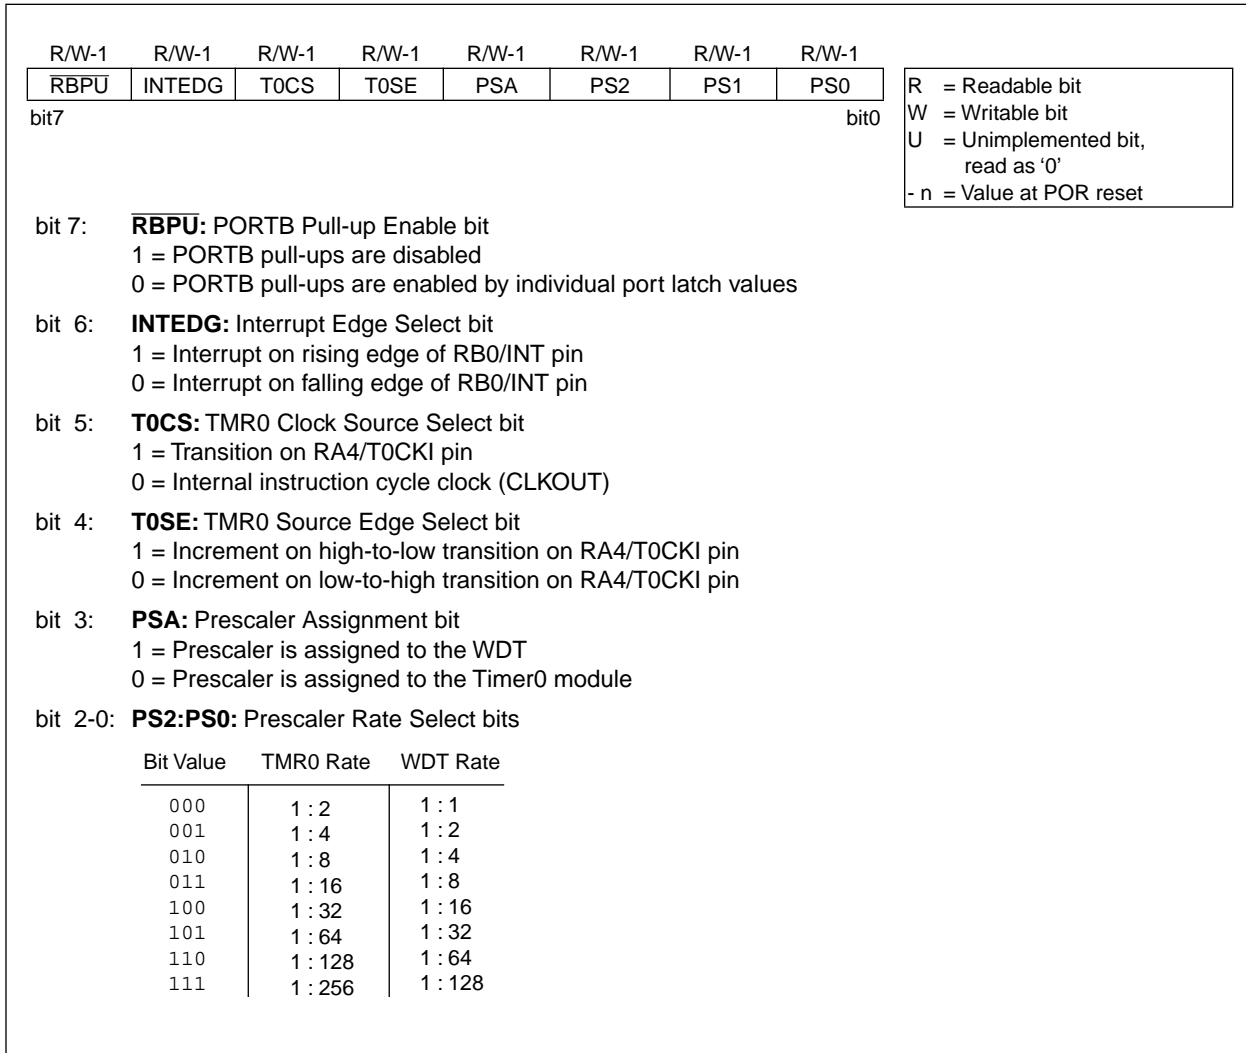 R/W-1 R/W-1 R/W-1 R/W-1 R/W-1 R/W-1 R/W-1 R/W-1
R̅B̅P̅U̅ INTEDG T0CS T0SE PSA PS2 PS1 PS0
bit7 bit0
R = Readable bit
W = Writable bit
U = Unimplemented bit,
read as ‘0’
- n = Value at POR reset
bit 7: R̅B̅P̅U̅: PORTB Pull-up Enable bit
1 = PORTB pull-ups are disabled
0 = PORTB pull-ups are enabled by individual port latch values
bit 6: INTEDG: Interrupt Edge Select bit
1 = Interrupt on rising edge of RB0/INT pin
0 = Interrupt on falling edge of RB0/INT pin
bit 5: T0CS: TMR0 Clock Source Select bit
1 = Transition on RA4/T0CKI pin
0 = Internal instruction cycle clock (CLKOUT)
bit 4: T0SE: TMR0 Source Edge Select bit
1 = Increment on high-to-low transition on RA4/T0CKI pin
0 = Increment on low-to-high transition on RA4/T0CKI pin
bit 3: PSA: Prescaler Assignment bit
1 = Prescaler is assigned to the WDT
0 = Prescaler is assigned to the Timer0 module
bit 2-0: PS2:PS0: Prescaler Rate Select bits
Bit Value TMR0 Rate WDT Rate
000 1 : 2 1 : 1
001 1 : 4 1 : 2
010 1 : 8 1 : 4
011 1 : 16 1 : 8
100 1 : 32 1 : 16
101 1 : 64 1 : 32
110 1 : 128 1 : 64
111 1 : 256 1 : 128